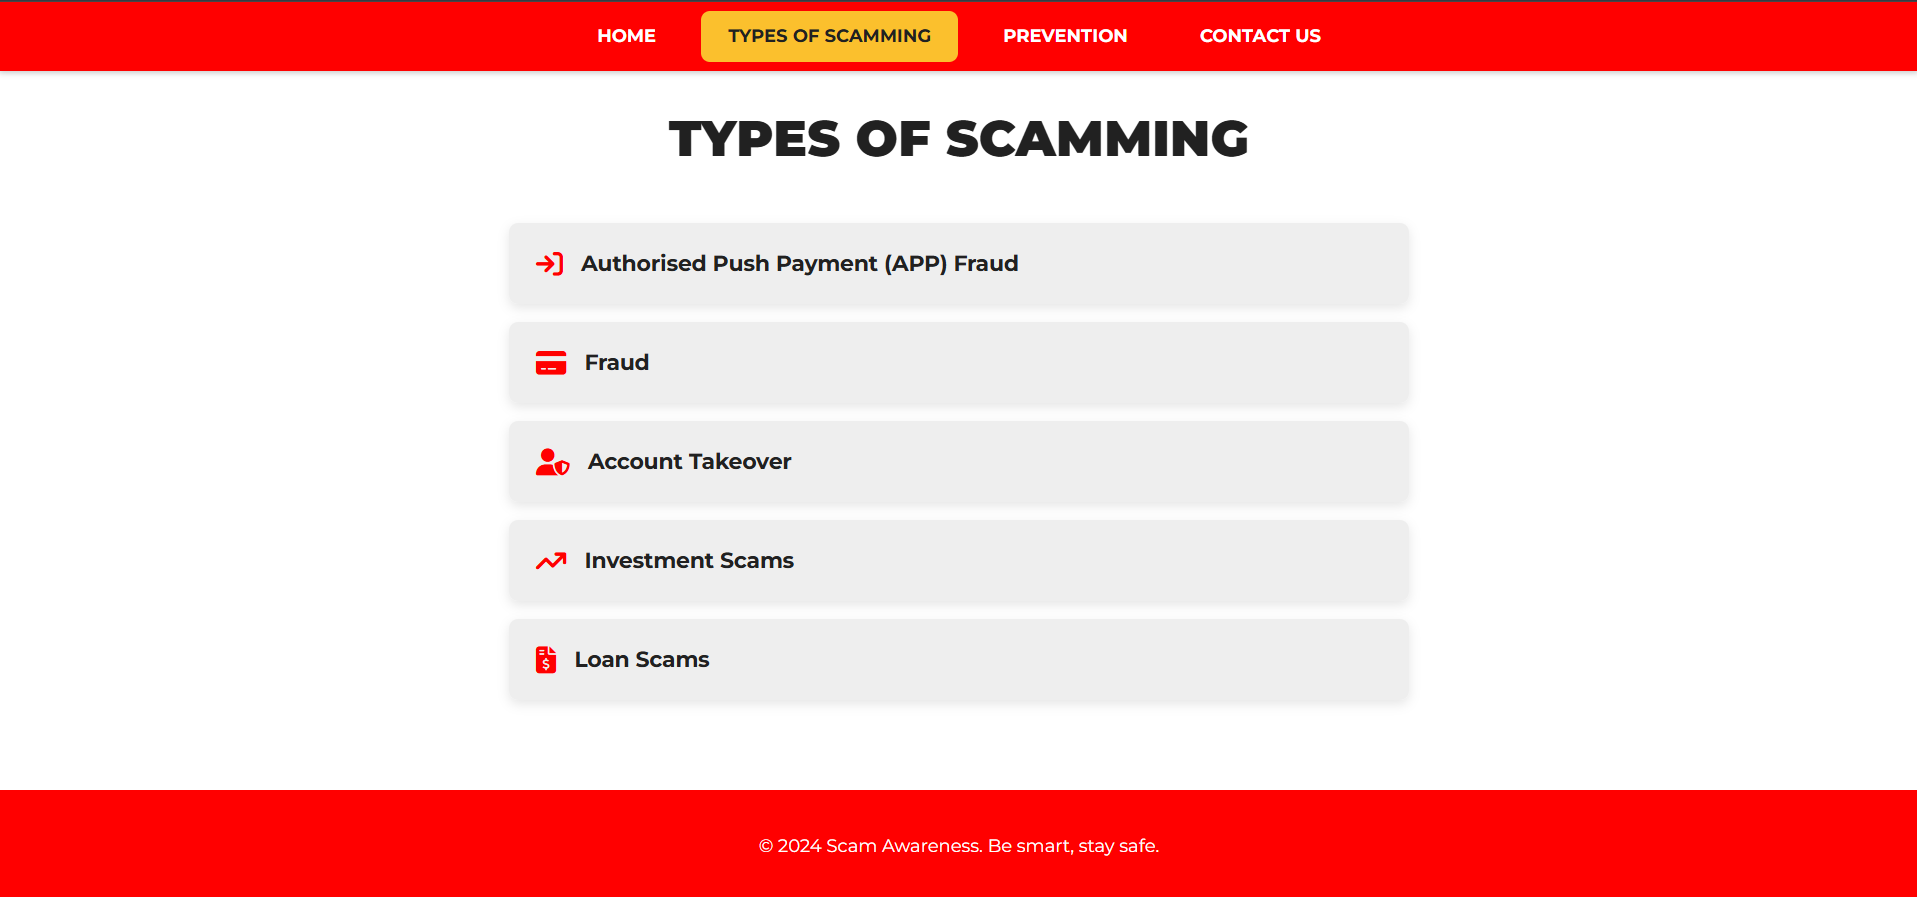 HOME
TYPES OF SCAMMING
PREVENTION
CONTACT US
TYPES OF SCAMMING
Authorised Push Payment (APP) Fraud
Fraud
Account Takeover
Investment Scams
Loan Scams
© 2024 Scam Awareness. Be smart, stay safe.